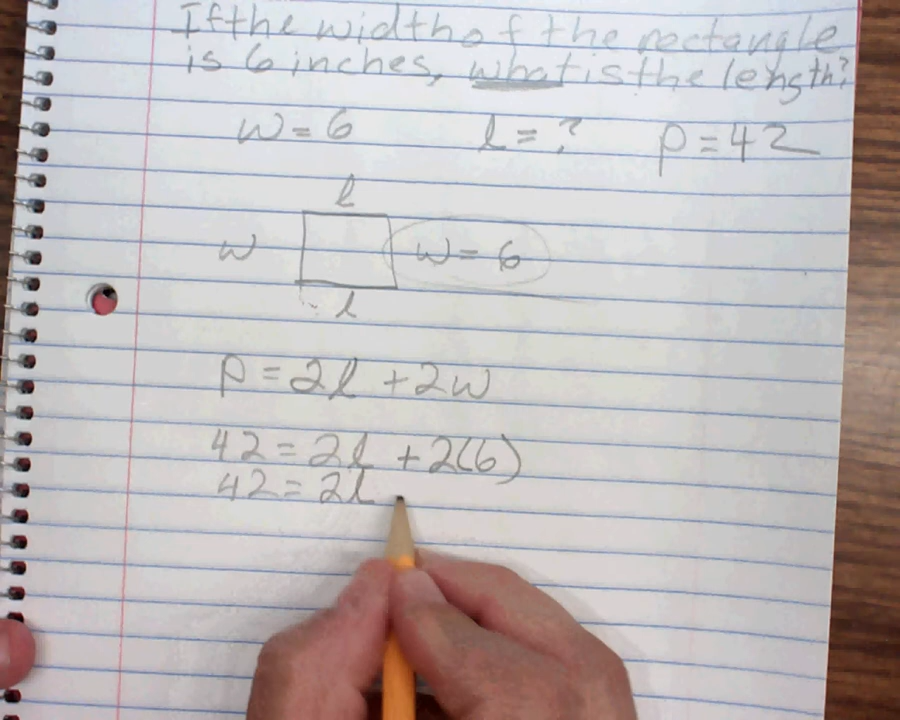 If the width of the rectangle
is 6 inches, what is the length?
w = 6 l = ? p = 42
l
w w = 6
l
P = 2l + 2w
42 = 2l + 2(6)
42 = 2l